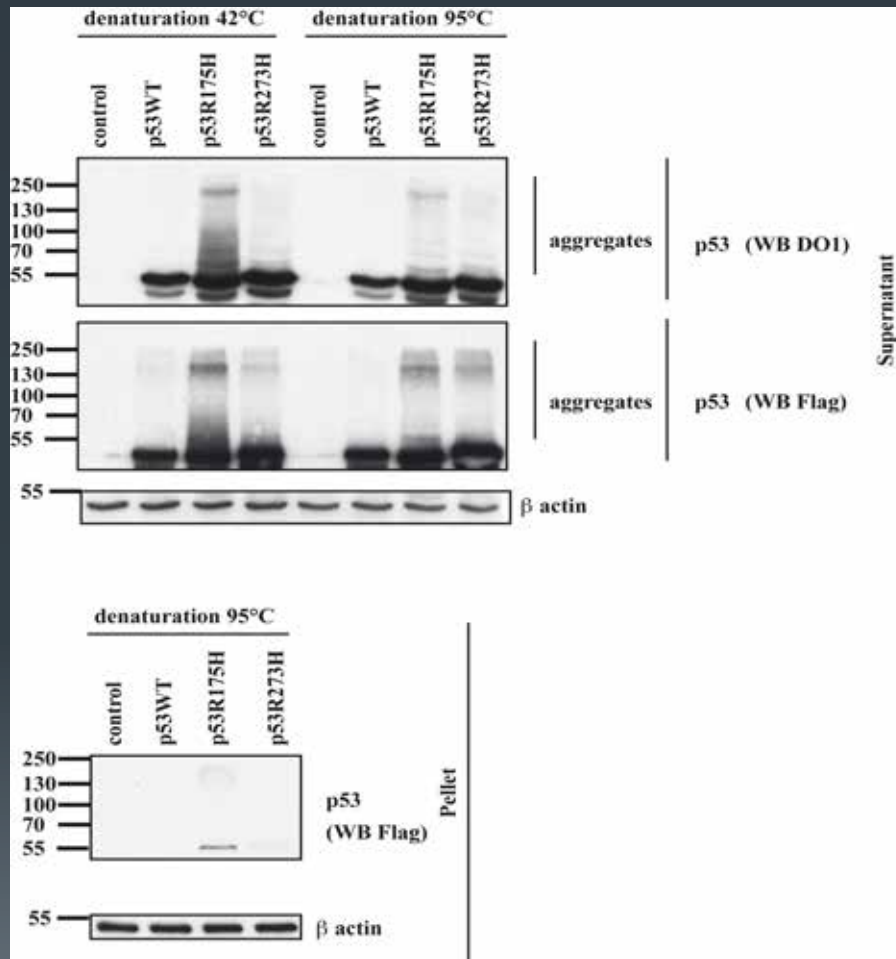 denaturation 42°C denaturation 95°C
control p53WT p53R175H p53R273H control p53WT p53R175H p53R273H
250
130
100
70
55
aggregates p53 (WB DO1)
250
130
100
70
55
aggregates p53 (WB Flag)
Supernatant
55
β actin
denaturation 95°C
control p53WT p53R175H p53R273H
250
130
100
70
55
p53
(WB Flag)
Pellet
55
β actin